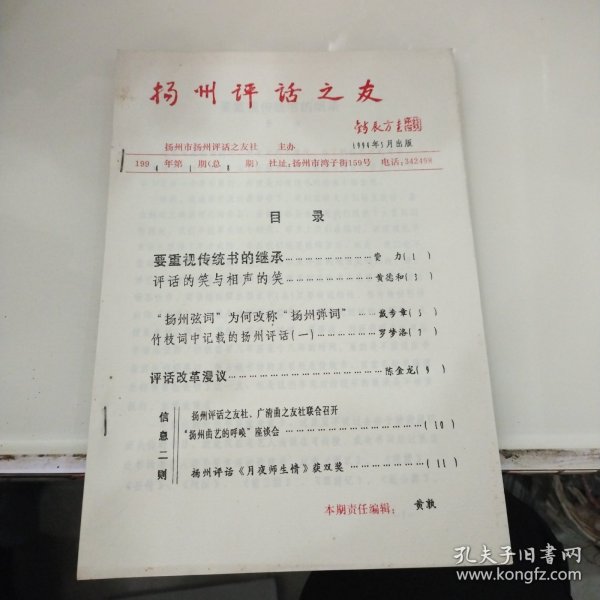 扬州评话之友
扬州市扬州评话之友社 主办 1994年5月出版
199 年第 期(总 期) 社址:扬州市湾子街159号 电话:342498
目 录
要重视传统书的继承………………………… 力(1)
评话的笑与相声的笑…………………………黄德和(3)
“扬州弦词”为何改称“扬州弹词”……戴步章(5)
竹枝词中记载的扬州评话(一)………罗梦洛(7)
评话改革漫议…………………………………陈金龙(9)
信息二则
扬州评话之友社、广陵曲之友社联合召开
“扬州曲艺的呼唤”座谈会……………………(10)
扬州评话《月夜师生情》获双奖………………(11)
本期责任编辑: 黄
孔夫子旧书网
www.kongfz.com